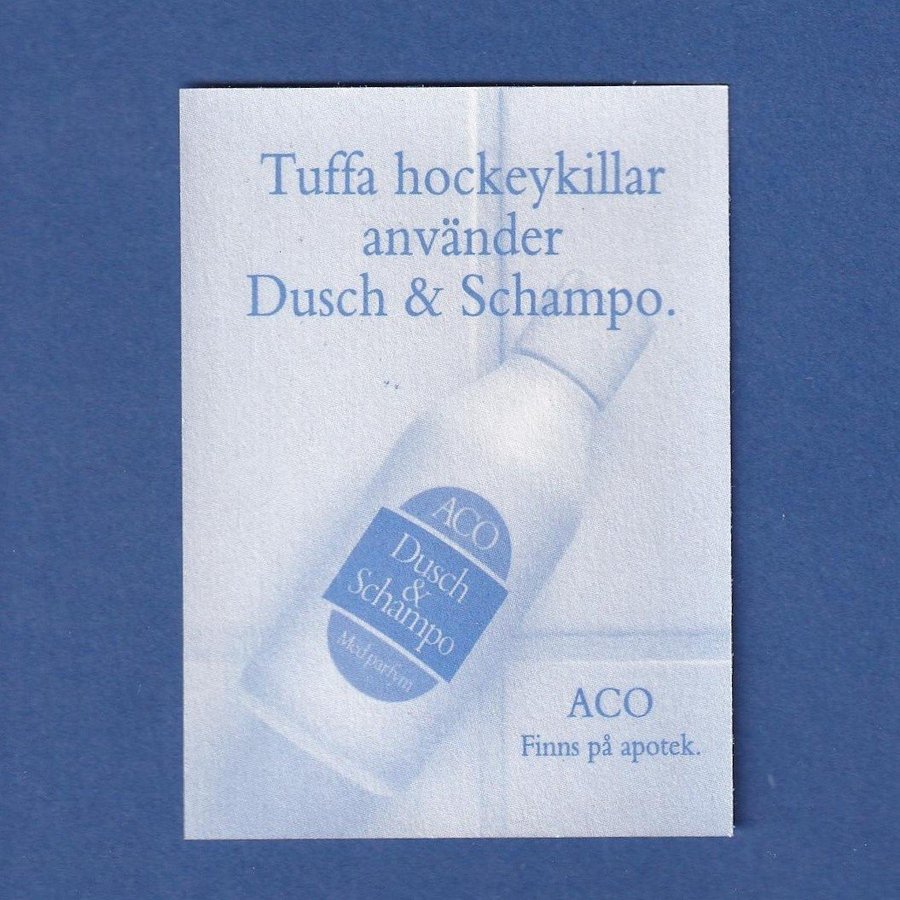 Tuffa hockeykillar
använder
Dusch & Schampo.
ACO
Dusch
&
Schampo
Med parfym
ACO
Finns på apotek.